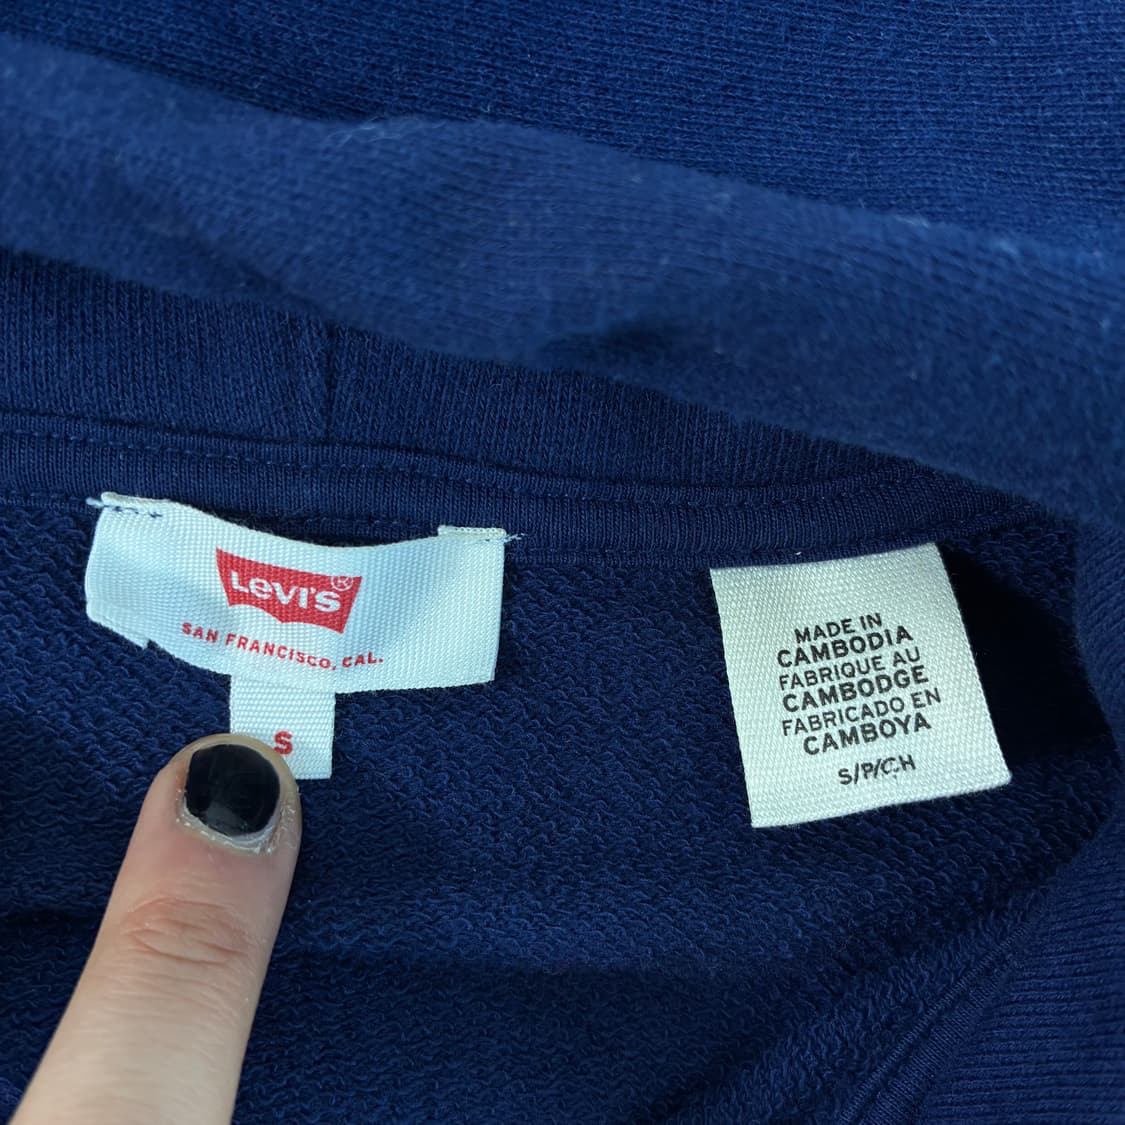 Levi's®
SAN FRANCISCO, CAL.
S
MADE IN
CAMBODIA
FABRIQUE AU
CAMBODGE
FABRICADO EN
CAMBOYA
S/P/CH